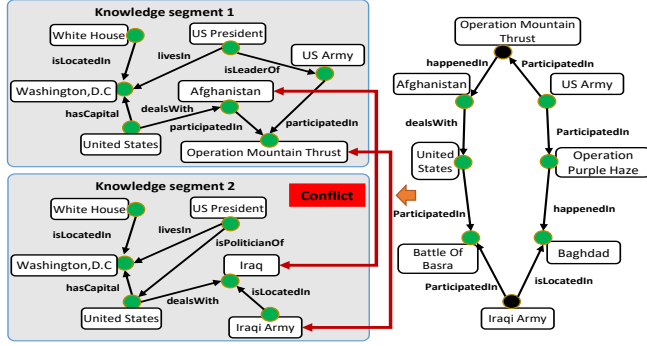 Knowledge segment 1
White House
US President
US Army
isLocatedIn
livesIn
isLeaderOf
Washington,D.C
Afghanistan
hasCapital
dealsWith
participatedIn
participatedIn
United States
Operation Mountain Thrust
Knowledge segment 2
Conflict
White House
US President
isLocatedIn
livesIn
isPoliticianOf
Washington,D.C
Iraq
hasCapital
dealsWith
isLocatedIn
United States
Iraqi Army
Operation Mountain
Thrust
happenedIn
ParticipatedIn
Afghanistan
US Army
dealsWith
ParticipatedIn
United
States
Operation
Purple Haze
ParticipatedIn
happenedIn
Battle Of
Basra
Baghdad
ParticipatedIn
isLocatedIn
Iraqi Army